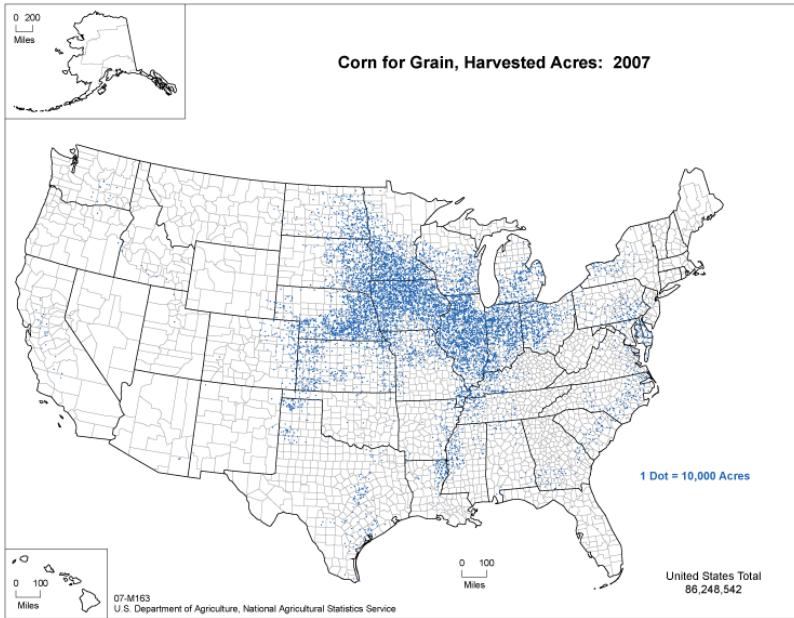 0 200
Miles
Corn for Grain, Harvested Acres: 2007
1 Dot = 10,000 Acres
0 100
Miles
0 100
Miles
United States Total
86,248,542
07-M163
U.S. Department of Agriculture, National Agricultural Statistics Service